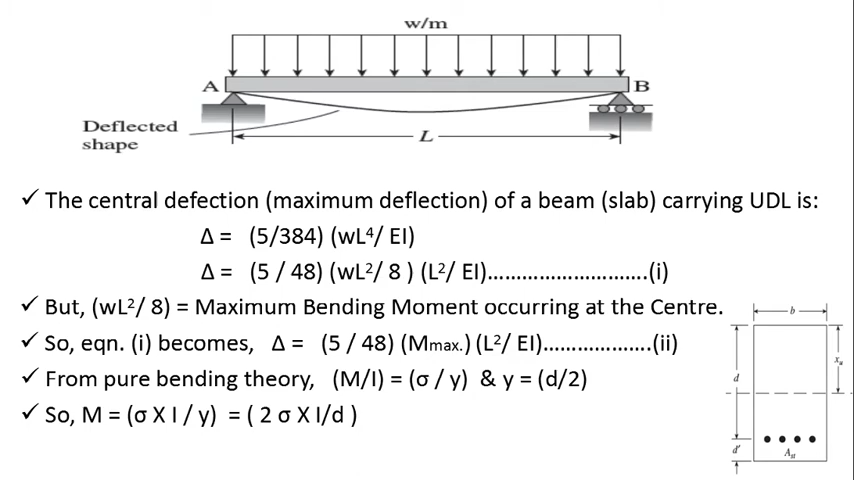 w/m
A
B
Deflected
shape
L
✓ The central defection (maximum deflection) of a beam (slab) carrying UDL is:
Δ = (5/384) (wL⁴/ EI)
Δ = (5 / 48) (wL²/ 8 ) (L²/ EI)...........................(i)
✓ But, (wL²/ 8) = Maximum Bending Moment occurring at the Centre.
✓ So, eqn. (i) becomes, Δ = (5 / 48) (Mmax.) (L²/ EI)..................(ii)
✓ From pure bending theory, (M/I) = (σ / y) & y = (d/2)
✓ So, M = (σ X I / y) = ( 2 σ X I/d )
b
d
xᵤ
d'
Aₛₜ